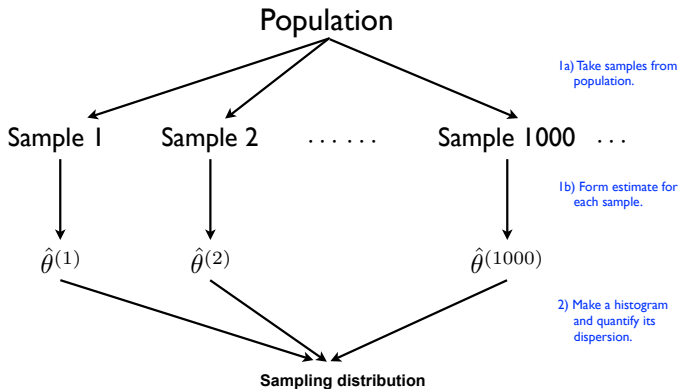 Population
1a) Take samples from
population.
Sample 1 Sample 2 ...... Sample 1000 ...
1b) Form estimate for
each sample.
θ̂⁽¹⁾ θ̂⁽²⁾ θ̂⁽¹⁰⁰⁰⁾
2) Make a histogram
and quantify its
dispersion.
Sampling distribution